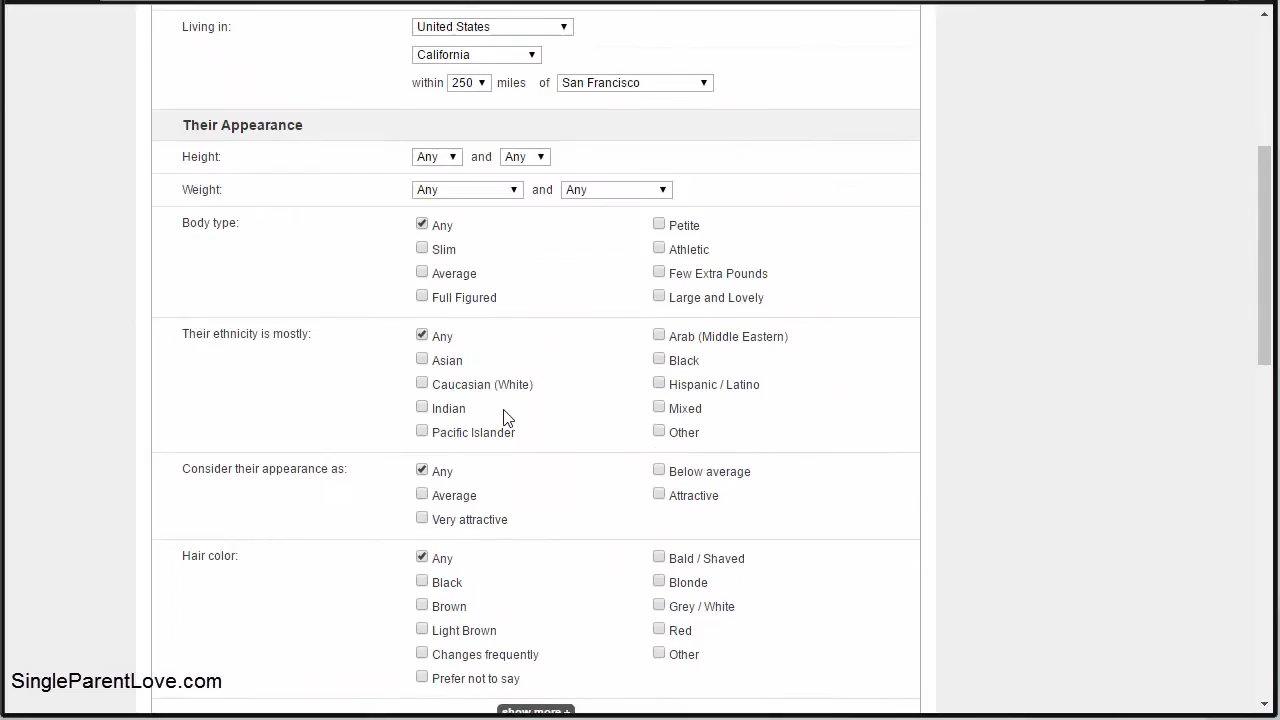 Living in: United States
California
within 250 miles of San Francisco
Their Appearance
Height: Any and Any
Weight: Any and Any
Body type: Any Petite
Slim Athletic
Average Few Extra Pounds
Full Figured Large and Lovely
Their ethnicity is mostly: Any Arab (Middle Eastern)
Asian Black
Caucasian (White) Hispanic / Latino
Indian Mixed
Pacific Islander Other
Consider their appearance as: Any Below average
Average Attractive
Very attractive
Hair color: Any Bald / Shaved
Black Blonde
Brown Grey / White
Light Brown Red
Changes frequently Other
Prefer not to say
show more +
SingleParentLove.com